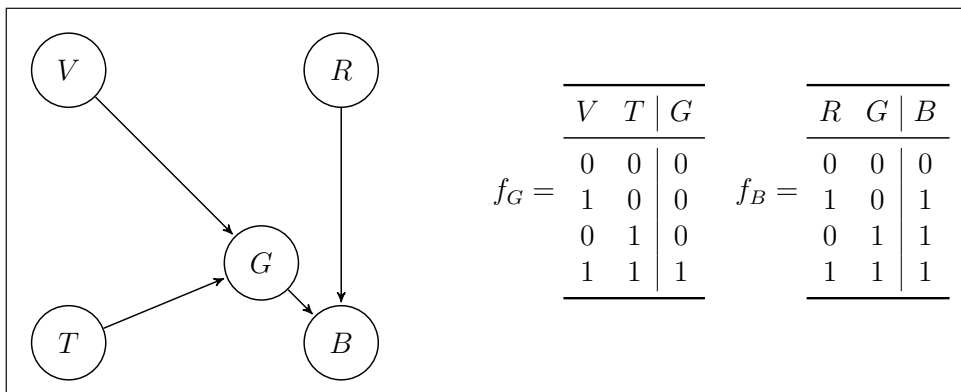 V
R
G
T
B
f_G =
V T G
0 0 0
1 0 0
0 1 0
1 1 1
f_B =
R G B
0 0 0
1 0 1
0 1 1
1 1 1